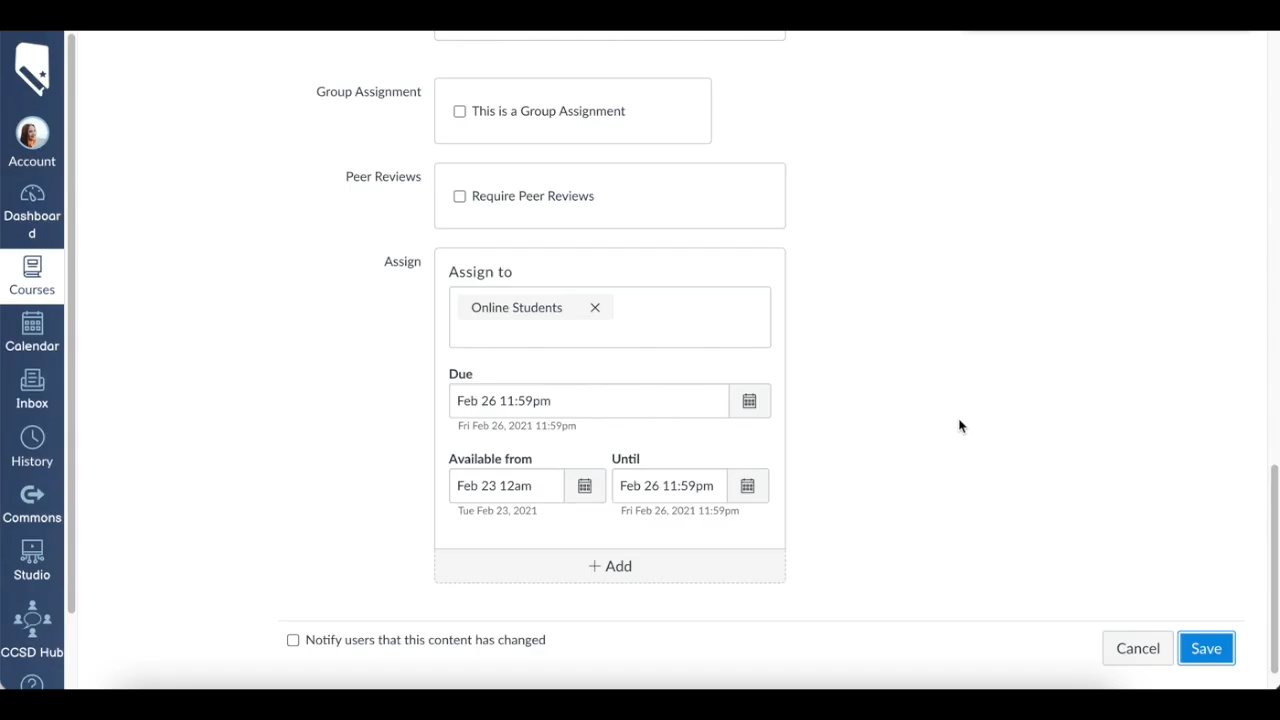 Group Assignment
This is a Group Assignment
Account
Peer Reviews
Require Peer Reviews
Dashboar
d
Assign
Assign to
Courses
Online Students
Calendar
Due
Inbox
Feb 26 11:59pm
Fri Feb 26, 2021 11:59pm
History
Available from
Until
Feb 23 12am
Feb 26 11:59pm
Commons
Tue Feb 23, 2021
Fri Feb 26, 2021 11:59pm
Studio
+ Add
CCSD Hub
Notify users that this content has changed
Cancel
Save